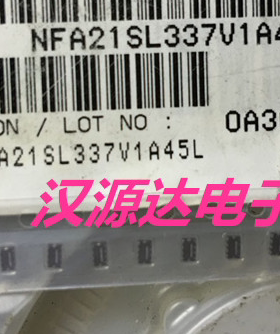 NFA21SL337V1A4
ON / LOT NO :
0A3
A21SL337V1A45L
汉源达电子